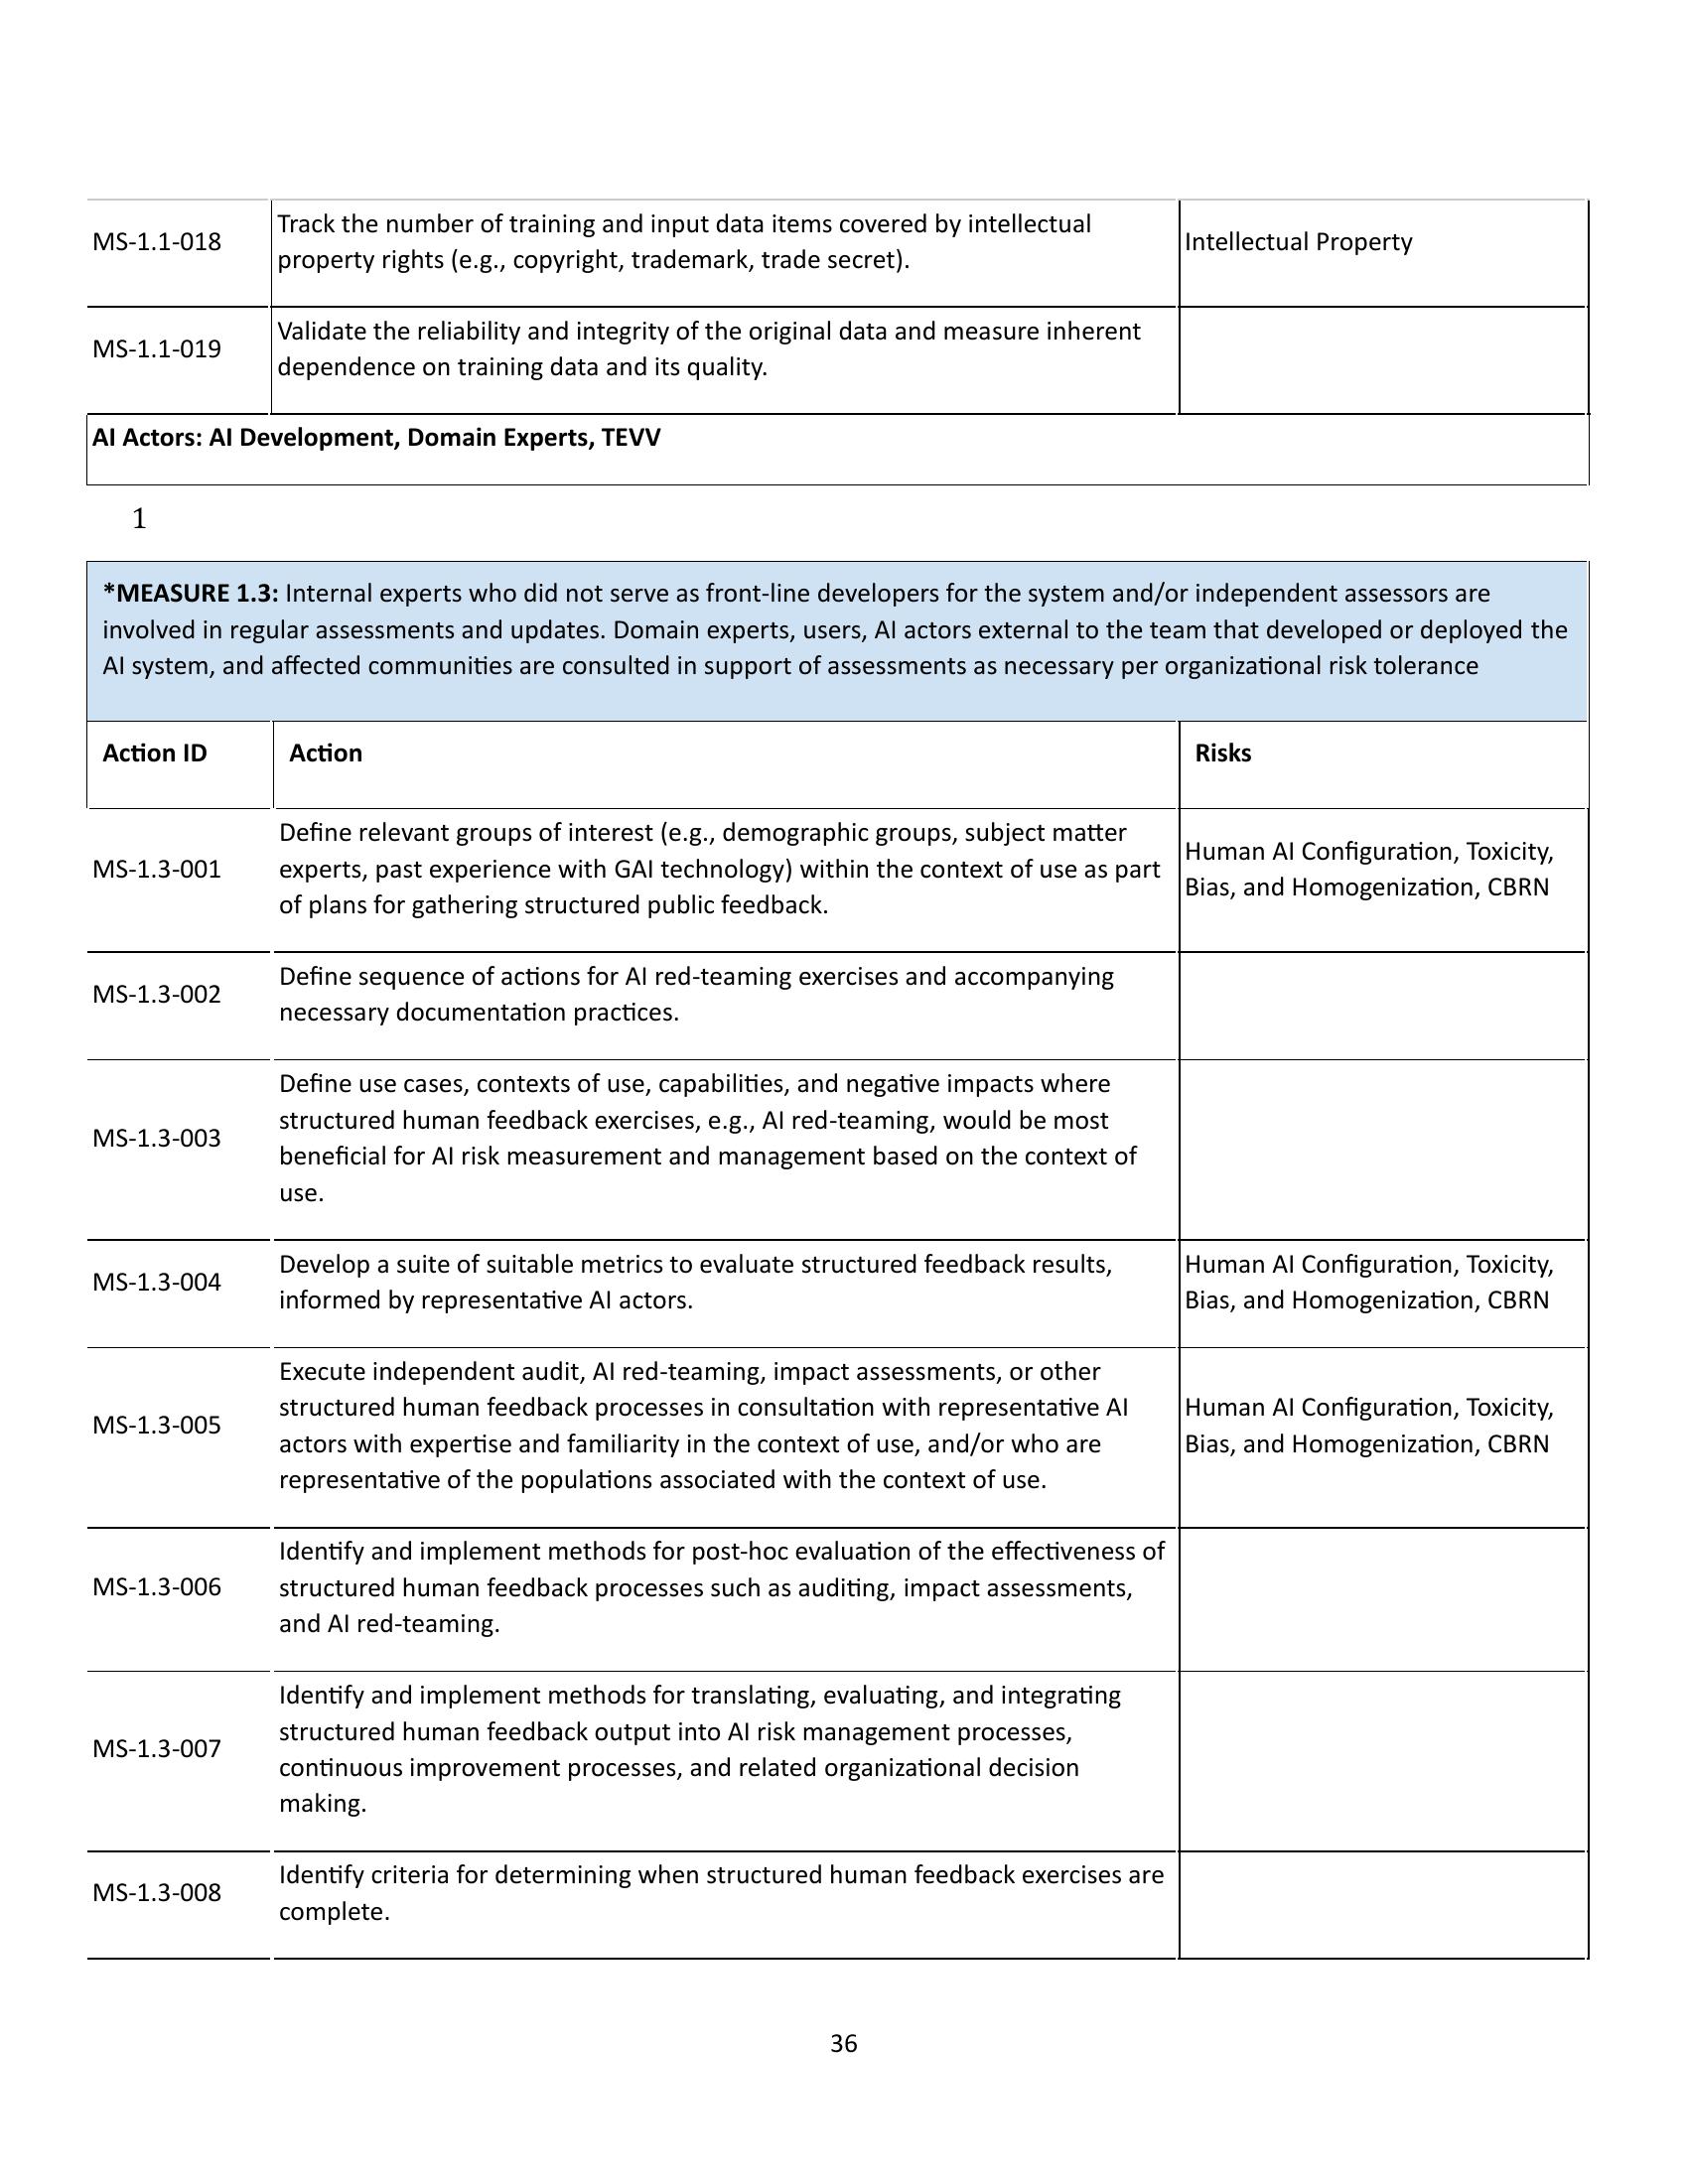 MS-1.1-018
Track the number of training and input data items covered by intellectual
property rights (e.g., copyright, trademark, trade secret).
Intellectual Property
MS-1.1-019
Validate the reliability and integrity of the original data and measure inherent
dependence on training data and its quality.
AI Actors: AI Development, Domain Experts, TEVV
1
*MEASURE 1.3: Internal experts who did not serve as front-line developers for the system and/or independent assessors are
involved in regular assessments and updates. Domain experts, users, AI actors external to the team that developed or deployed the
AI system, and affected communities are consulted in support of assessments as necessary per organizational risk tolerance
Action ID
Action
Risks
MS-1.3-001
Define relevant groups of interest (e.g., demographic groups, subject matter
experts, past experience with GAI technology) within the context of use as part
of plans for gathering structured public feedback.
Human AI Configuration, Toxicity,
Bias, and Homogenization, CBRN
MS-1.3-002
Define sequence of actions for AI red-teaming exercises and accompanying
necessary documentation practices.
MS-1.3-003
Define use cases, contexts of use, capabilities, and negative impacts where
structured human feedback exercises, e.g., AI red-teaming, would be most
beneficial for AI risk measurement and management based on the context of
use.
MS-1.3-004
Develop a suite of suitable metrics to evaluate structured feedback results,
informed by representative AI actors.
Human AI Configuration, Toxicity,
Bias, and Homogenization, CBRN
MS-1.3-005
Execute independent audit, AI red-teaming, impact assessments, or other
structured human feedback processes in consultation with representative AI
actors with expertise and familiarity in the context of use, and/or who are
representative of the populations associated with the context of use.
Human AI Configuration, Toxicity,
Bias, and Homogenization, CBRN
MS-1.3-006
Identify and implement methods for post-hoc evaluation of the effectiveness of
structured human feedback processes such as auditing, impact assessments,
and AI red-teaming.
MS-1.3-007
Identify and implement methods for translating, evaluating, and integrating
structured human feedback output into AI risk management processes,
continuous improvement processes, and related organizational decision
making.
MS-1.3-008
Identify criteria for determining when structured human feedback exercises are
complete.
36